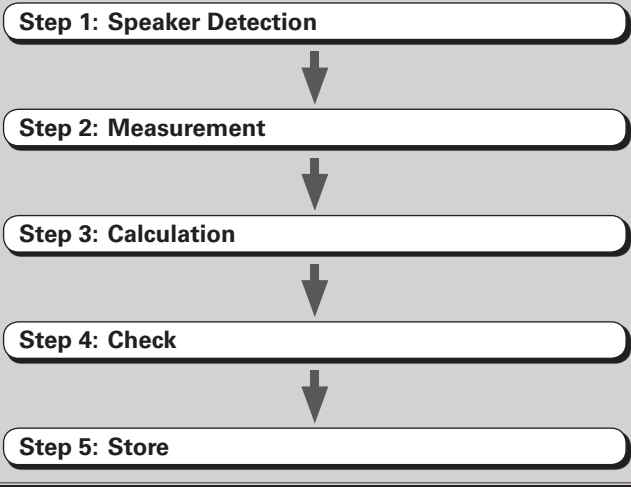 Step 1: Speaker Detection
Step 2: Measurement
Step 3: Calculation
Step 4: Check
Step 5: Store